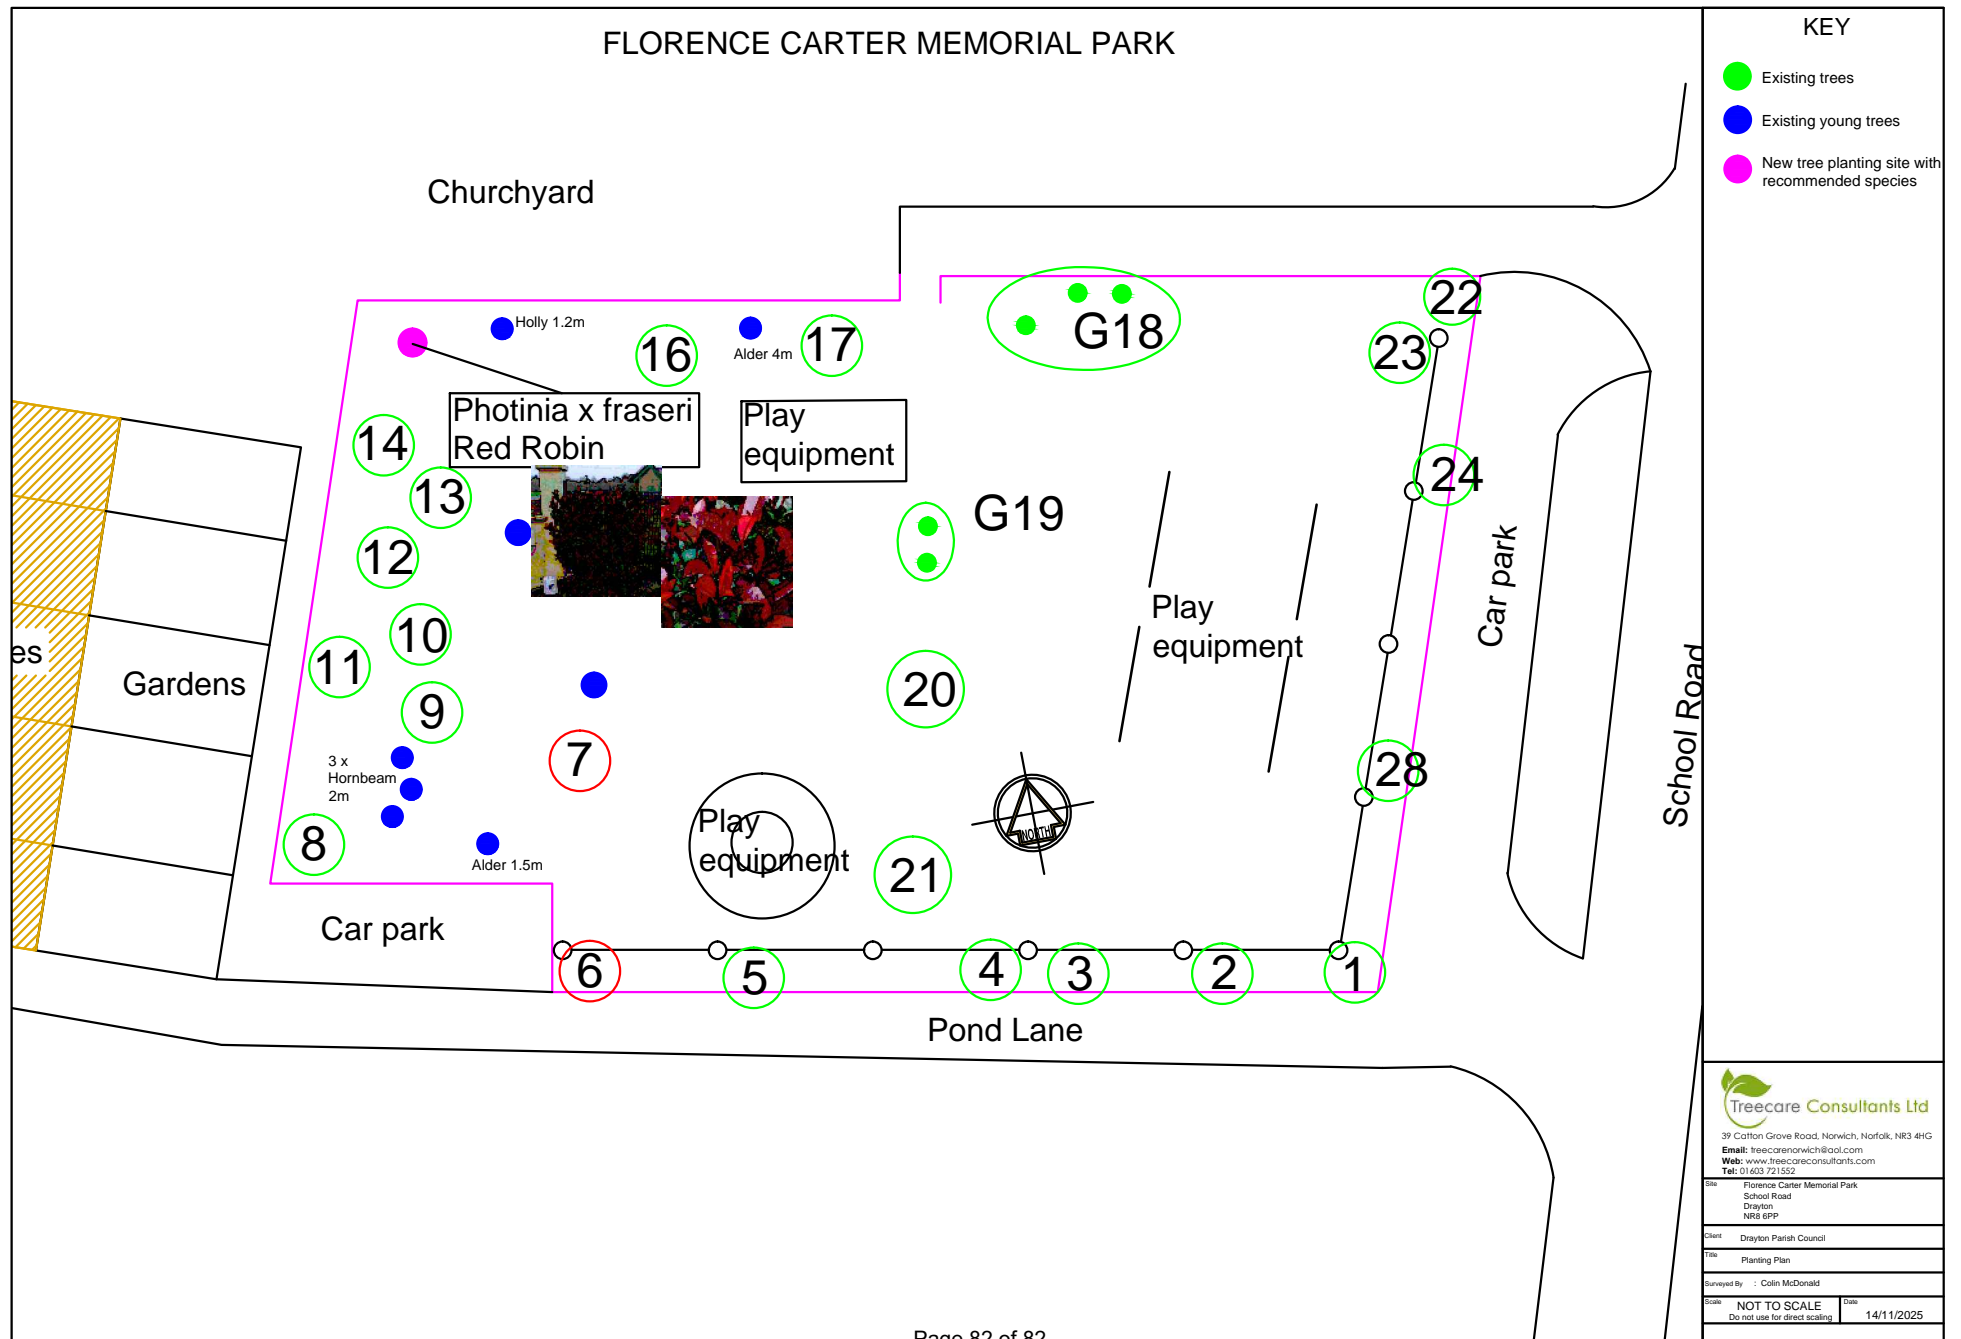 FLORENCE CARTER MEMORIAL PARK
KEY
Existing trees
Existing young trees
New tree planting site with
recommended species
Churchyard
Holly 1.2m
Alder 4m
16
17
G18
22
23
Photinia x fraseri
Red Robin
Play
equipment
14
13
12
G19
24
Car park
10
11
9
Gardens
es
Play
equipment
School Road
20
7
28
3 x
Hornbeam
2m
8
Alder 1.5m
Play
equipment
NORTH
21
Car park
6
5
4
3
2
1
Pond Lane
Treecare Consultants Ltd
39 Catton Grove Road, Norwich, Norfolk, NR3 4HG
Email: treecarenorwich@aol.com
Web: www.treecareconsultants.com
Tel: 01603 721552
Site Florence Carter Memorial Park
School Road
Drayton
NR8 6PP
Client Drayton Parish Council
Title Planting Plan
Surveyed By : Colin McDonald
Scale NOT TO SCALE
Do not use for direct scaling
Date 14/11/2025
Page 82 of 82